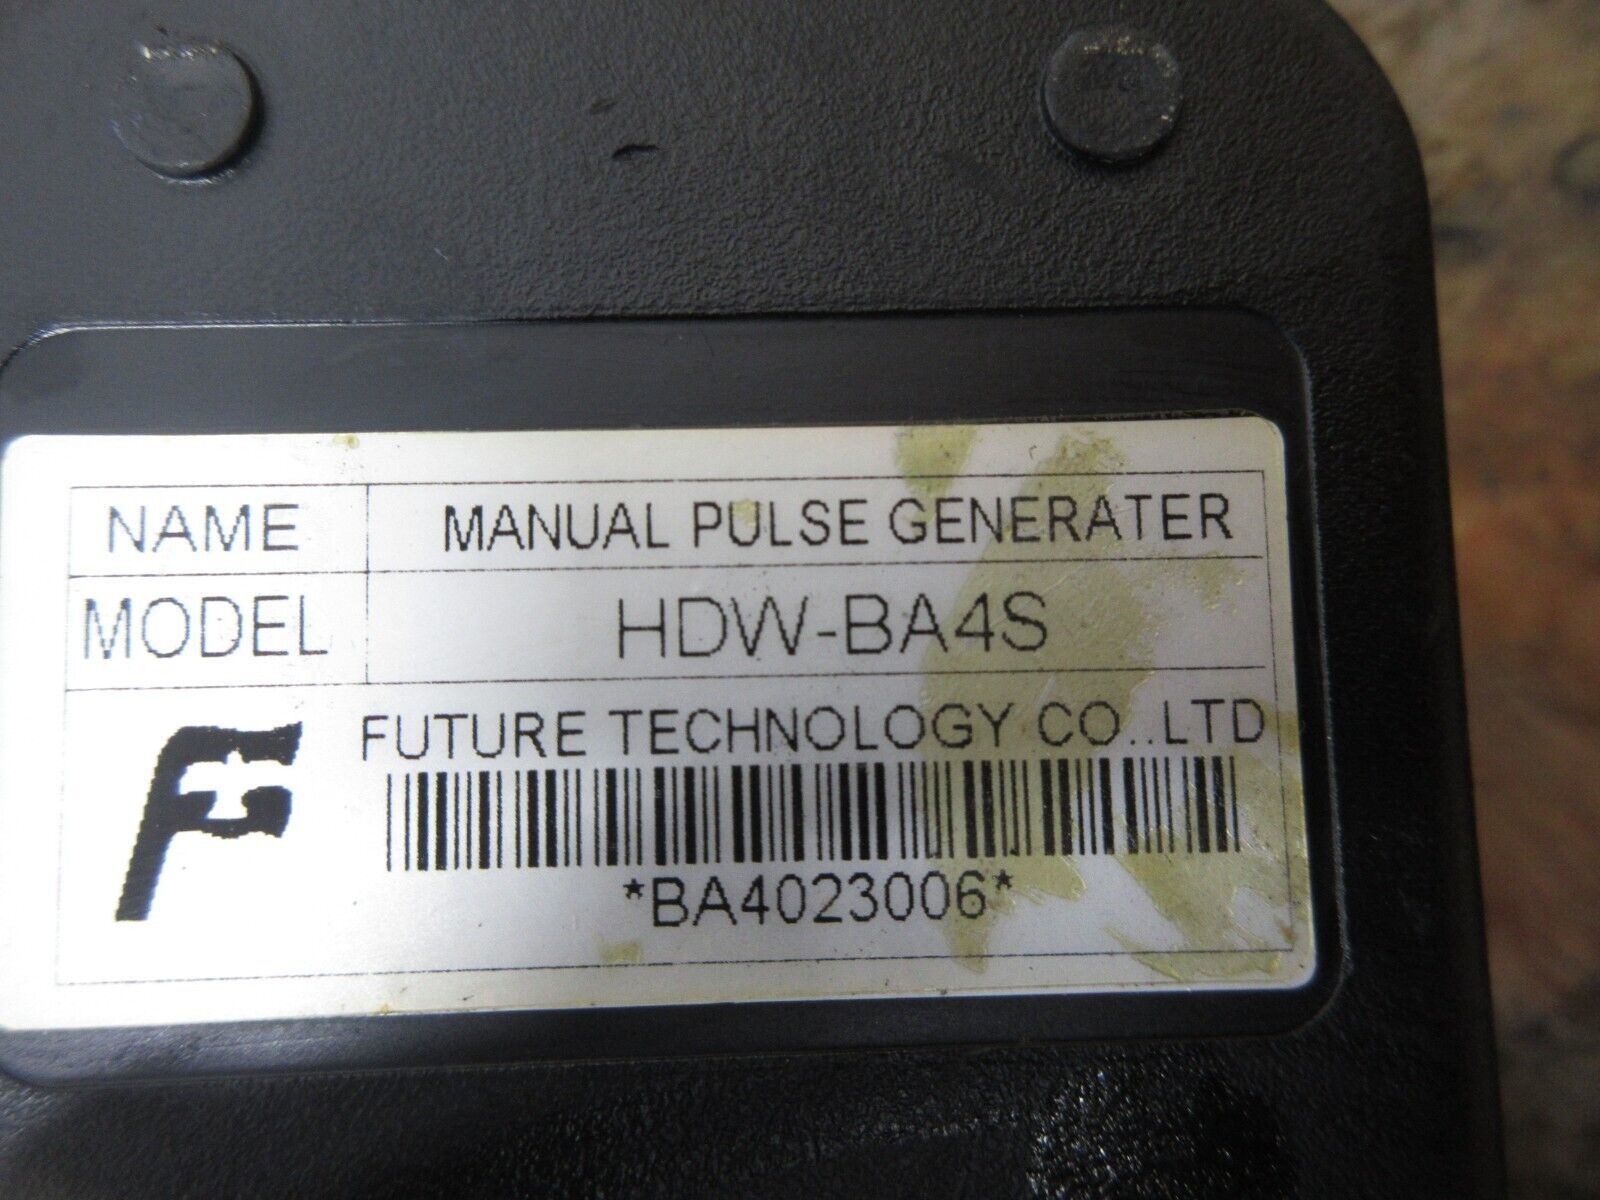 NAME MANUAL PULSE GENERATER
MODEL HDW-BA4S
F FUTURE TECHNOLOGY CO..LTD
*BA4023006*